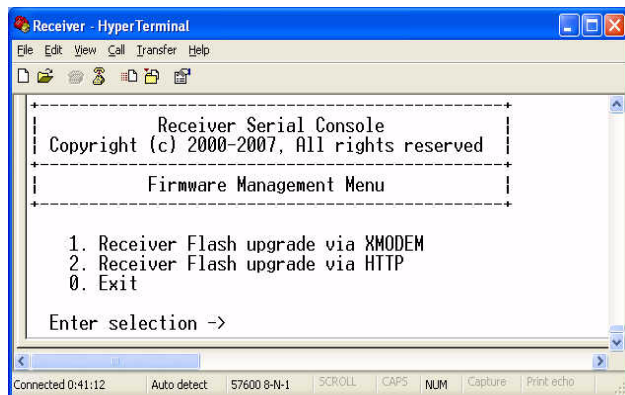 Receiver - HyperTerminal
File Edit View Call Transfer Help
Receiver Serial Console
Copyright (c) 2000-2007, All rights reserved
Firmware Management Menu
1. Receiver Flash upgrade via XMODEM
2. Receiver Flash upgrade via HTTP
0. Exit
Enter selection ->
Connected 0:41:12 Auto detect 57600 8-N-1 SCROLL CAPS NUM Capture Print echo